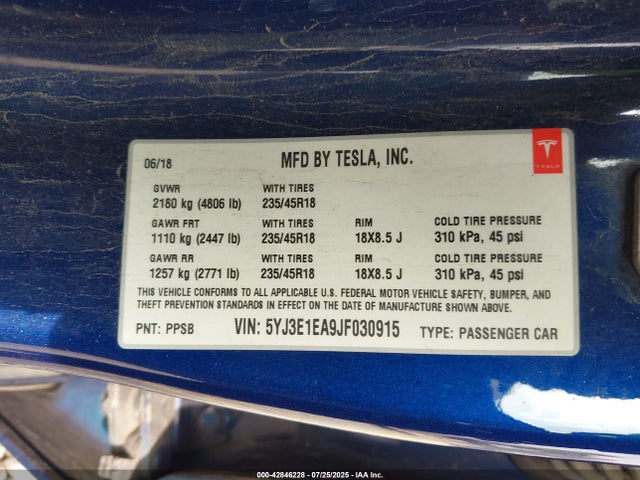 06/18 MFD BY TESLA, INC.
TESLA
GVWR WITH TIRES
2180 kg (4806 lb) 235/45R18
GAWR FRT WITH TIRES RIM COLD TIRE PRESSURE
1110 kg (2447 lb) 235/45R18 18X8.5 J 310 kPa, 45 psi
GAWR RR WITH TIRES RIM COLD TIRE PRESSURE
1257 kg (2771 lb) 235/45R18 18X8.5 J 310 kPa, 45 psi
THIS VEHICLE CONFORMS TO ALL APPLICABLE U.S. FEDERAL MOTOR VEHICLE SAFETY, BUMPER, AND
THEFT PREVENTION STANDARDS IN EFFECT ON THE DATE OF MANUFACTURE SHOWN ABOVE.
PNT: PPSB VIN: 5YJ3E1EA9JF030915 TYPE: PASSENGER CAR
000-42846228 - 07/25/2025 - IAA Inc.